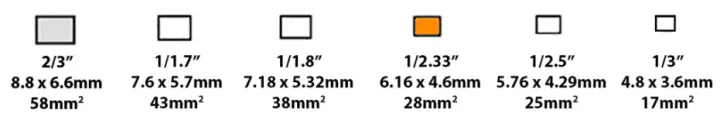 2/3″ 1/1.7″ 1/1.8″ 1/2.33″ 1/2.5″ 1/3″
8.8 x 6.6mm 7.6 x 5.7mm 7.18 x 5.32mm 6.16 x 4.6mm 5.76 x 4.29mm 4.8 x 3.6mm
58mm² 43mm² 38mm² 28mm² 25mm² 17mm²